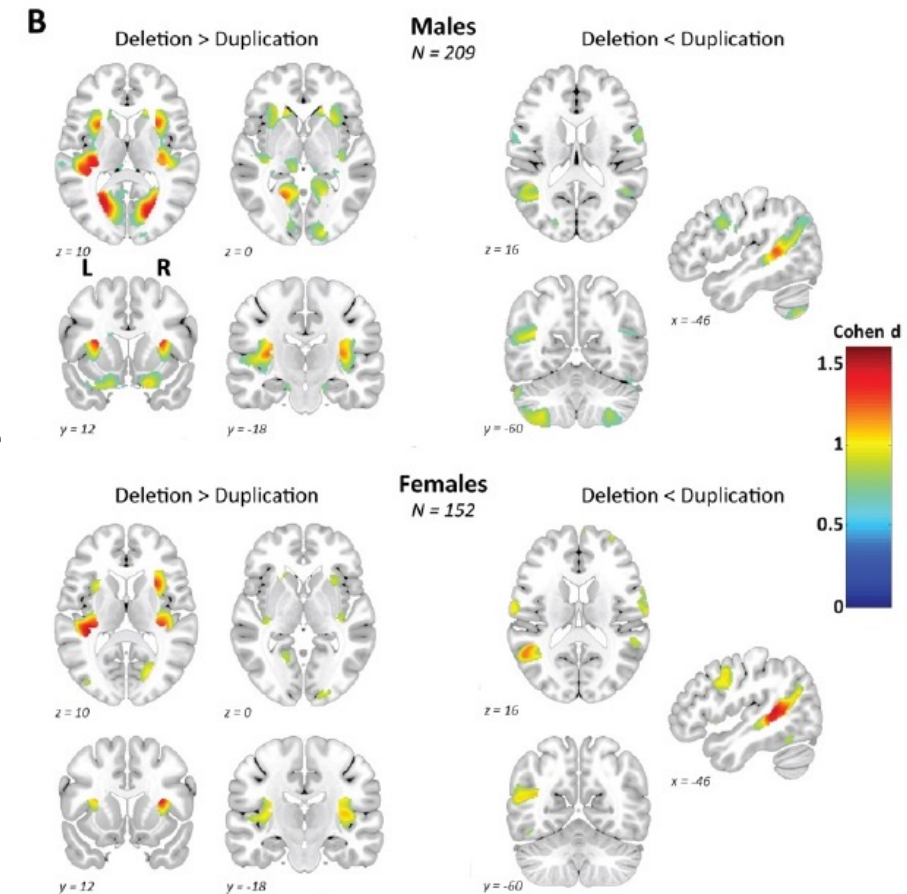 B
Males
N = 209
Deletion > Duplication
Deletion < Duplication
z = 10
z = 0
z = 16
L
R
x = -46
y = 12
y = -18
y = -60
Cohen d
1.5
1
0.5
0
Females
N = 152
Deletion > Duplication
Deletion < Duplication
z = 10
z = 0
z = 16
x = -46
y = 12
y = -18
y = -60